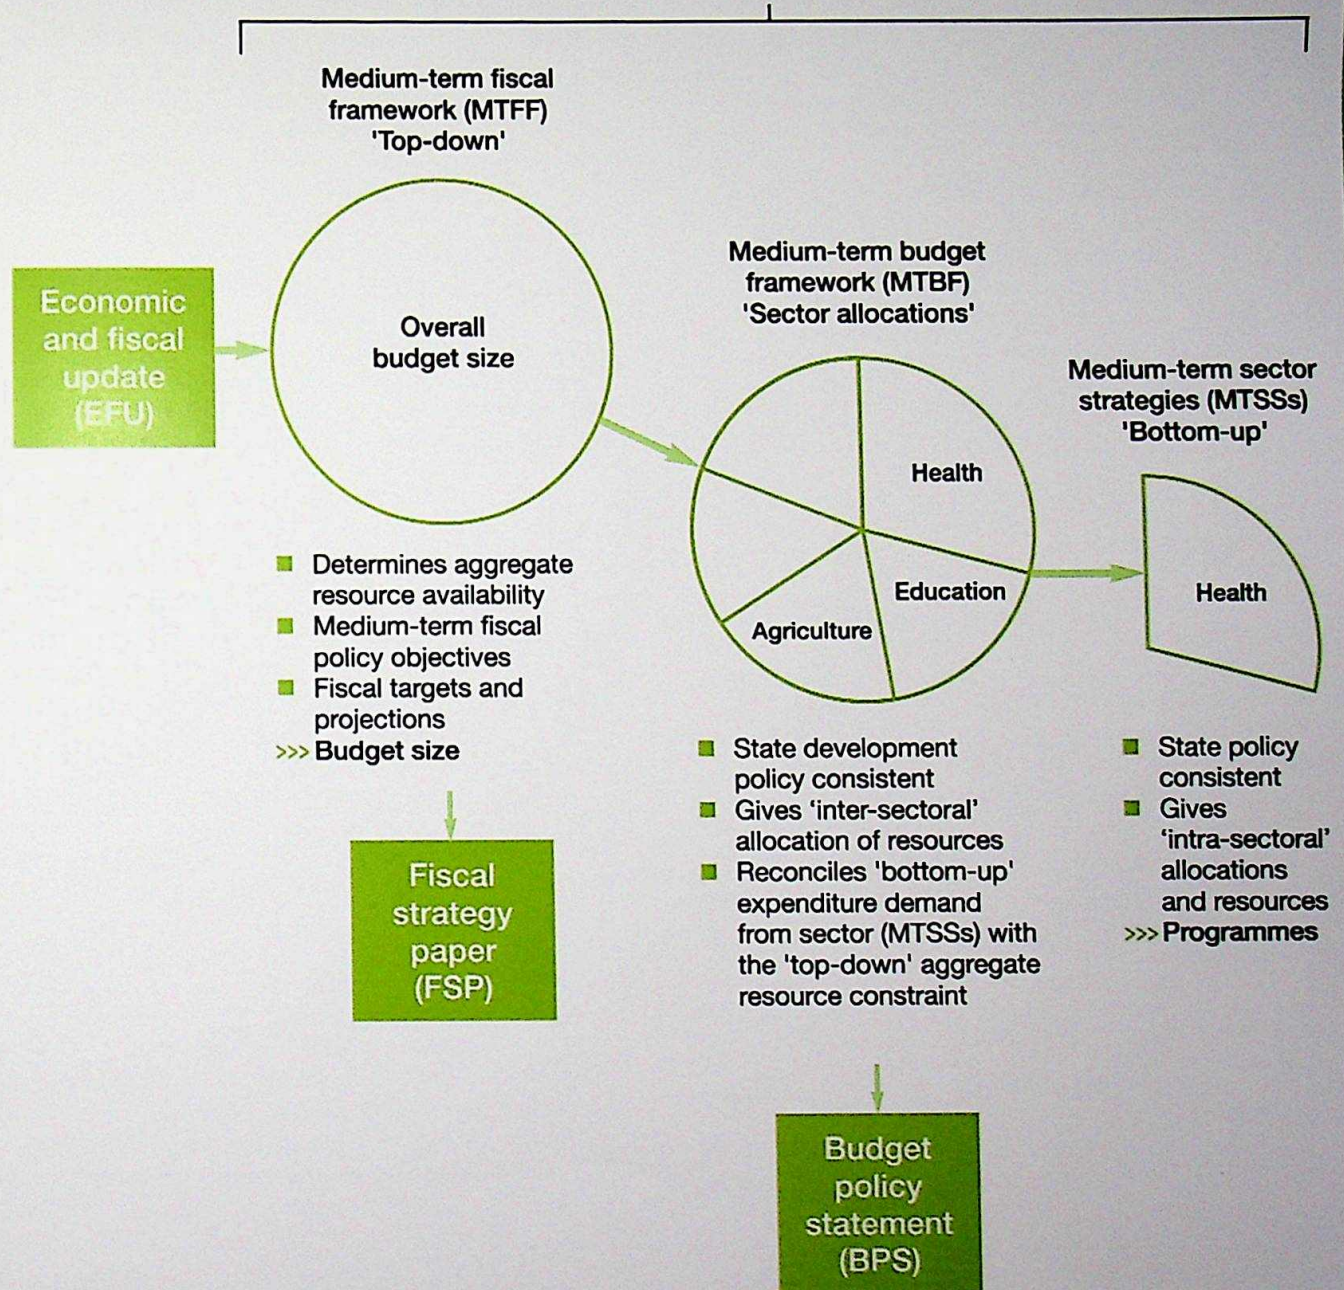 Medium-term fiscal
framework (MTFF)
'Top-down'
Economic
and fiscal
update
(EFU)
Overall
budget size
Determines aggregate
resource availability
Medium-term fiscal
policy objectives
Fiscal targets and
projections
>>> Budget size
Fiscal
strategy
paper
(FSP)
Medium-term budget
framework (MTBF)
'Sector allocations'
Health
Education
Agriculture
State development
policy consistent
Gives 'inter-sectoral'
allocation of resources
Reconciles 'bottom-up'
expenditure demand
from sector (MTSSs) with
the 'top-down' aggregate
resource constraint
Budget
policy
statement
(BPS)
Medium-term sector
strategies (MTSSs)
'Bottom-up'
Health
State policy
consistent
Gives
'intra-sectoral'
allocations
and resources
>>> Programmes